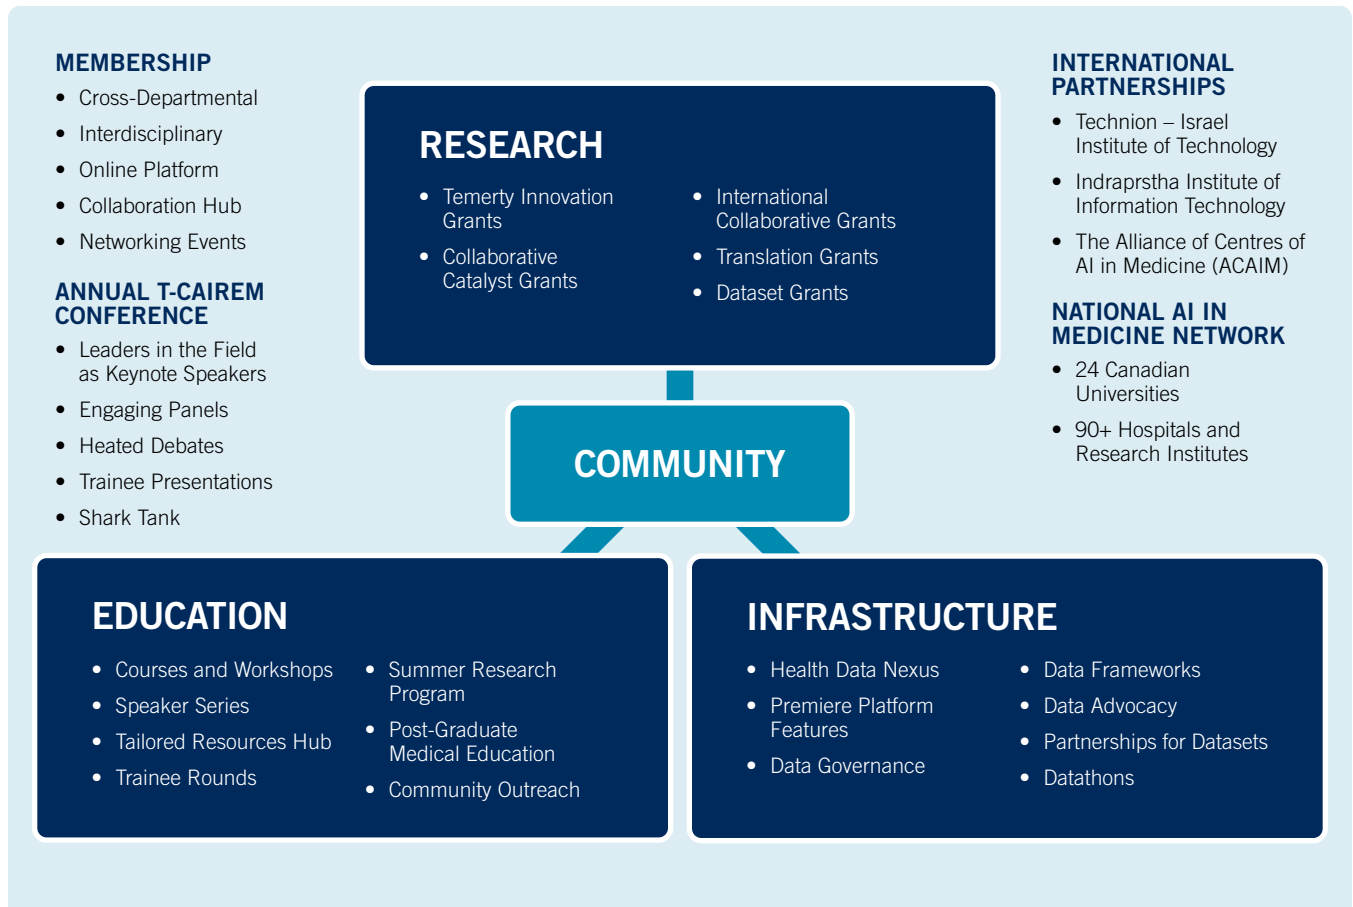 MEMBERSHIP
• Cross-Departmental
• Interdisciplinary
• Online Platform
• Collaboration Hub
• Networking Events
ANNUAL T-CAIREM
CONFERENCE
• Leaders in the Field
as Keynote Speakers
• Engaging Panels
• Heated Debates
• Trainee Presentations
• Shark Tank
RESEARCH
• Temerty Innovation
Grants
• Collaborative
Catalyst Grants
• International
Collaborative Grants
• Translation Grants
• Dataset Grants
INTERNATIONAL
PARTNERSHIPS
• Technion – Israel
Institute of Technology
• Indraprstha Institute of
Information Technology
• The Alliance of Centres of
AI in Medicine (ACAIM)
NATIONAL AI IN
MEDICINE NETWORK
• 24 Canadian
Universities
• 90+ Hospitals and
Research Institutes
COMMUNITY
EDUCATION
• Courses and Workshops
• Speaker Series
• Tailored Resources Hub
• Trainee Rounds
• Summer Research
Program
• Post-Graduate
Medical Education
• Community Outreach
INFRASTRUCTURE
• Health Data Nexus
• Premiere Platform
Features
• Data Governance
• Data Frameworks
• Data Advocacy
• Partnerships for Datasets
• Datathons